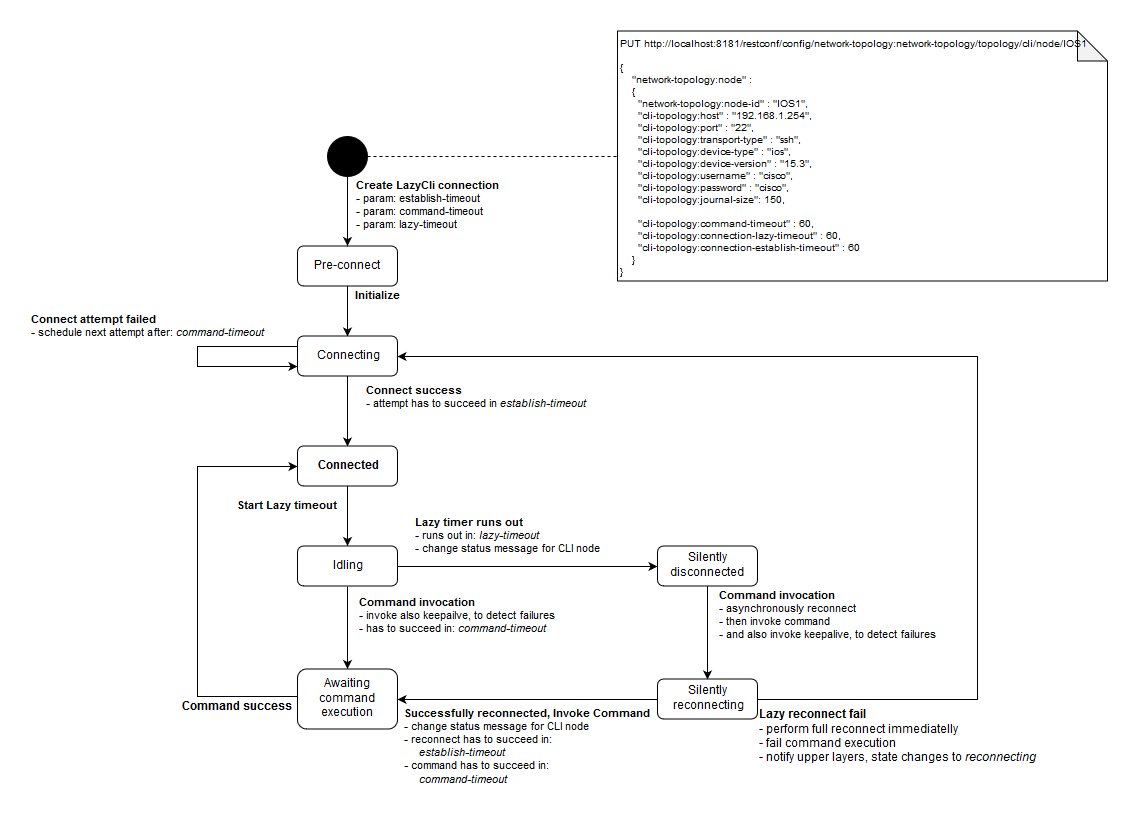 PUT http://localhost:8181/restconf/config/network-topology:network-topology/topology/cli/node/IOS1
{
"network-topology:node" :
{
"network-topology:node-id" : "IOS1",
"cli-topology:host" : "192.168.1.254",
"cli-topology:port" : "22",
"cli-topology:transport-type" : "ssh",
"cli-topology:device-type" : "ios",
"cli-topology:device-version" : "15.3",
"cli-topology:username" : "cisco",
"cli-topology:password" : "cisco",
"cli-topology:journal-size": 150,
"cli-topology:command-timeout" : 60,
"cli-topology:connection-lazy-timeout" : 60,
"cli-topology:connection-establish-timeout" : 60
}
}
Create LazyCli connection
- param: establish-timeout
- param: command-timeout
- param: lazy-timeout
Pre-connect
Initialize
Connect attempt failed
- schedule next attempt after: command-timeout
Connecting
Connect success
- attempt has to succeed in establish-timeout
Connected
Start Lazy timeout
Lazy timer runs out
- runs out in: lazy-timeout
- change status message for CLI node
Idling
Silently
disconnected
Command invocation
- invoke also keepailve, to detect failures
- has to succeed in: command-timeout
Command invocation
- asynchronously reconnect
- then invoke command
- and also invoke keepalive, to detect failures
Awaiting
command
execution
Silently
reconnecting
Command success
Successfully reconnected, Invoke Command
- change status message for CLI node
- reconnect has to succeed in:
establish-timeout
- command has to succeed in:
command-timeout
Lazy reconnect fail
- perform full reconnect immediatelly
- fail command execution
- notify upper layers, state changes to reconnecting